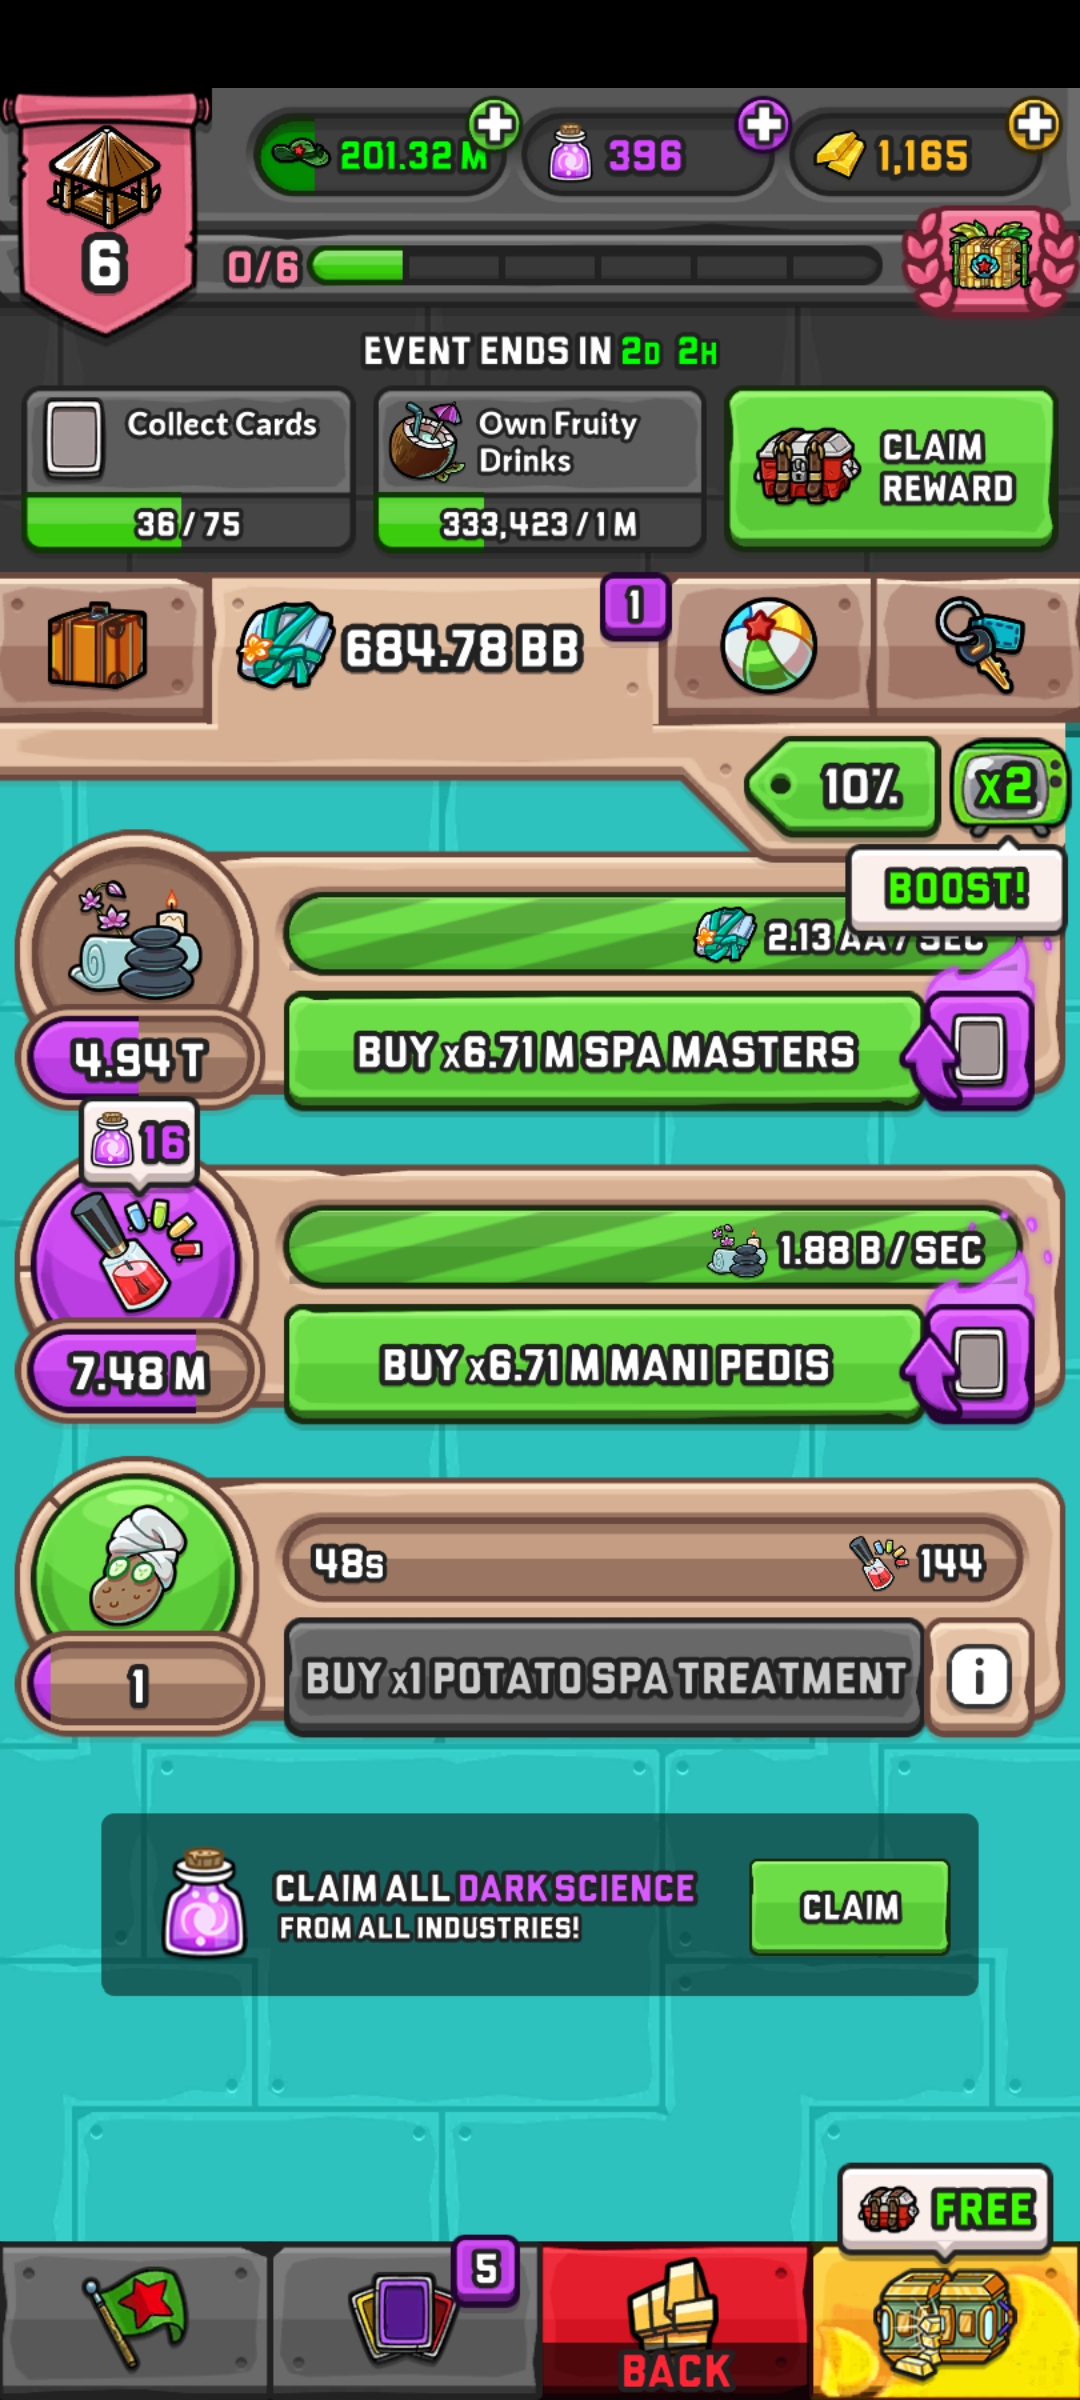 201.32 M
396
1,165
6
0/6
EVENT ENDS IN 2D 2H
Collect Cards
36 / 75
Own Fruity
Drinks
333,423 / 1 M
CLAIM
REWARD
684.78 BB
1
10%
x2
BOOST!
2.13 AA / SEC
4.94 T
BUY x6.71 M SPA MASTERS
16
1.88 B / SEC
7.48 M
BUY x6.71 M MANI PEDIS
48s
144
1
BUY x1 POTATO SPA TREATMENT
i
CLAIM ALL DARK SCIENCE
FROM ALL INDUSTRIES!
CLAIM
FREE
5
BACK